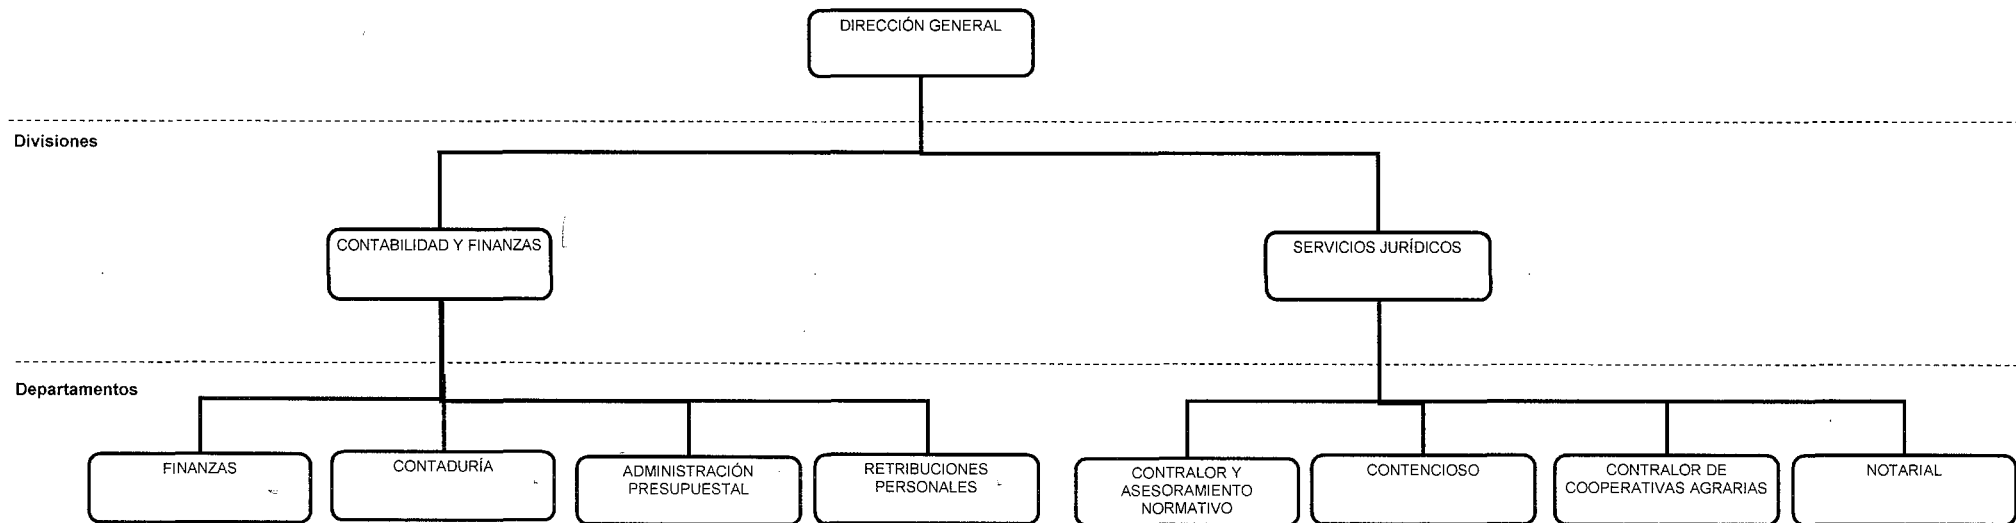 DIRECCIÓN GENERAL
Divisiones
CONTABILIDAD Y FINANZAS
SERVICIOS JURÍDICOS
Departamentos
FINANZAS
CONTADURÍA
ADMINISTRACIÓN
PRESUPUESTAL
RETRIBUCIONES
PERSONALES
CONTRALOR Y
ASESORAMIENTO
NORMATIVO
CONTENCIOSO
CONTRALOR DE
COOPERATIVAS AGRARIAS
NOTARIAL